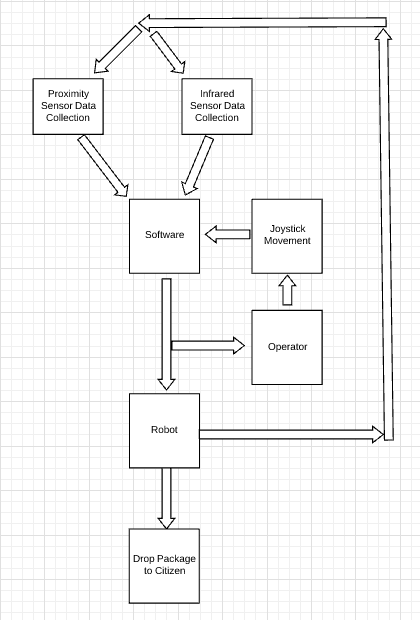 Proximity
Sensor Data
Collection
Infrared
Sensor Data
Collection
Software
Joystick
Movement
Operator
Robot
Drop Package
to Citizen